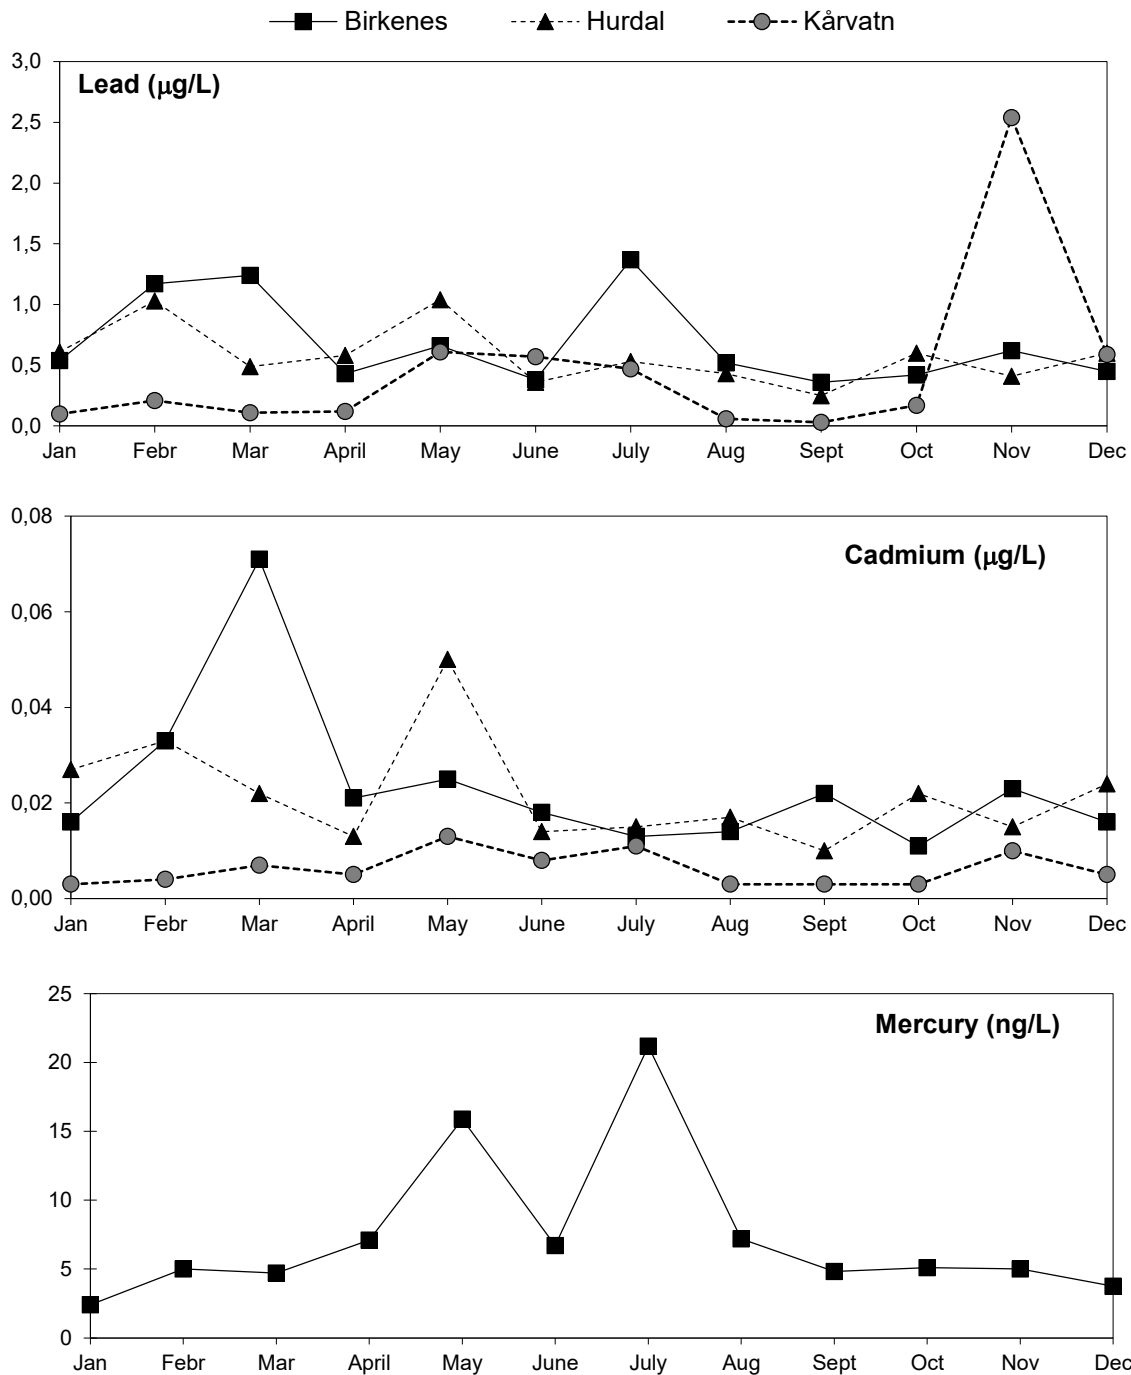 Birkenes Hurdal Kårvatn
3,0
Lead (µg/L)
2,5
2,0
1,5
1,0
0,5
0,0
Jan Febr Mar April May June July Aug Sept Oct Nov Dec
0,08
Cadmium (µg/L)
0,06
0,04
0,02
0,00
Jan Febr Mar April May June July Aug Sept Oct Nov Dec
25
Mercury (ng/L)
20
15
10
5
0
Jan Febr Mar April May June July Aug Sept Oct Nov Dec